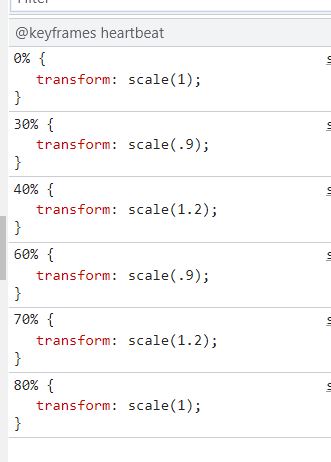 @keyframes heartbeat
0% {
transform: scale(1);
}
30% {
transform: scale(.9);
}
40% {
transform: scale(1.2);
}
60% {
transform: scale(.9);
}
70% {
transform: scale(1.2);
}
80% {
transform: scale(1);
}